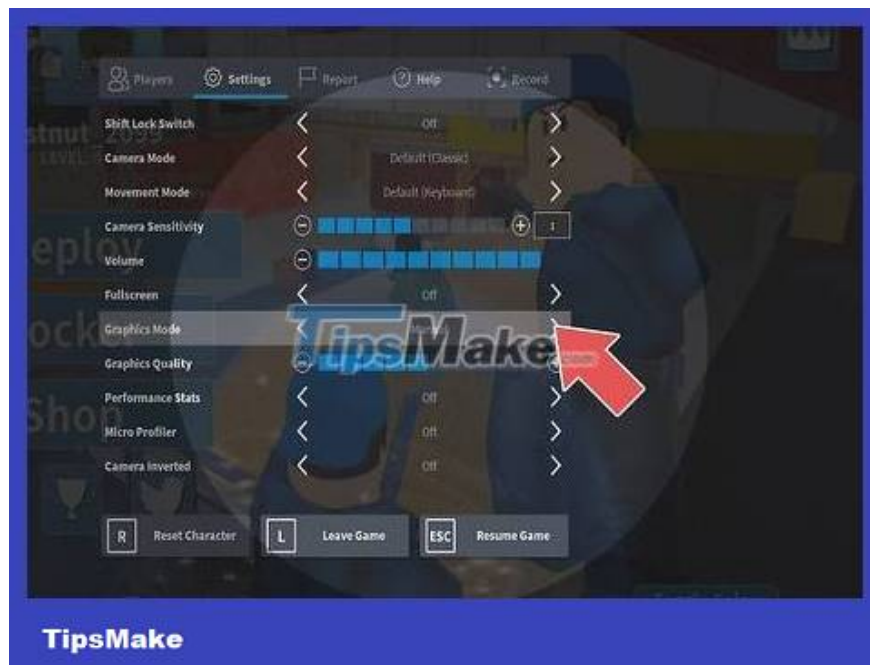 Players Settings Report Help Record
Shift Lock Switch Off
Camera Mode Default (Classic)
Movement Mode Default (Keyboard)
Camera Sensitivity
Volume
Fullscreen Off
Graphics Mode
Graphics Quality
Performance Stats Off
Micro Profiler Off
Camera Inverted Off
R Reset Character L Leave Game ESC Resume Game
Shop
TipsMake.com
TipsMake